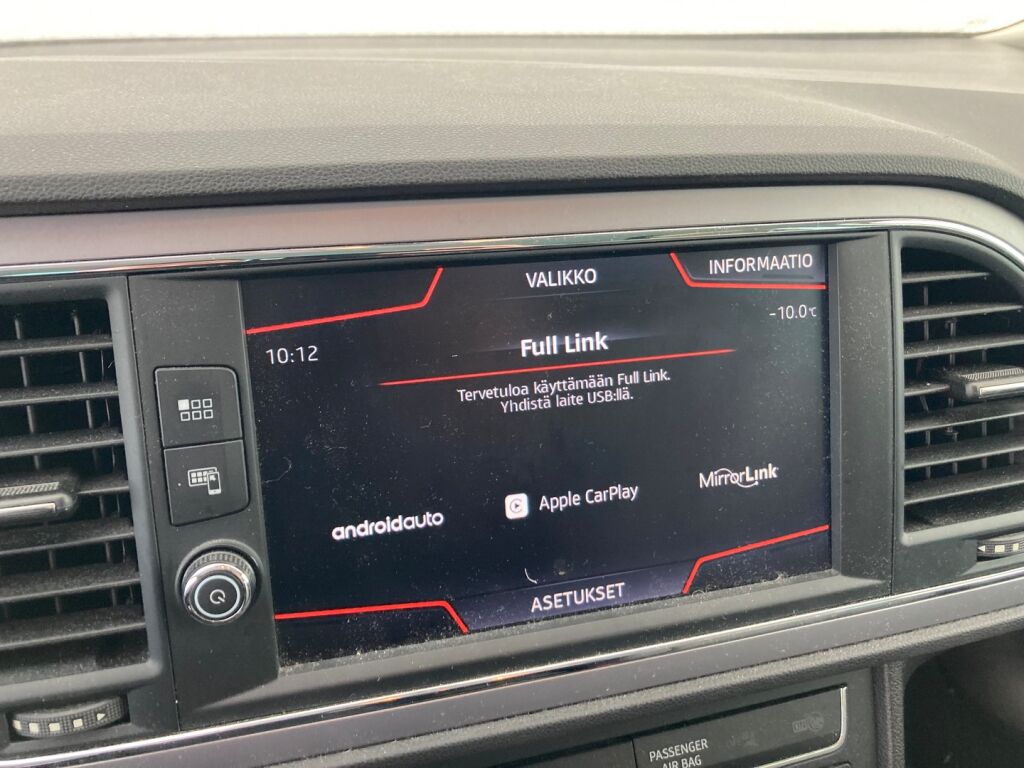 VALIKKO
INFORMAATIO
10:12
-10.0°C
Full Link
Tervetuloa käyttämään Full Link.
Yhdistä laite USB:llä.
androidauto
Apple CarPlay
MirrorLink
ASETUKSET
PASSENGER
AIR BAG